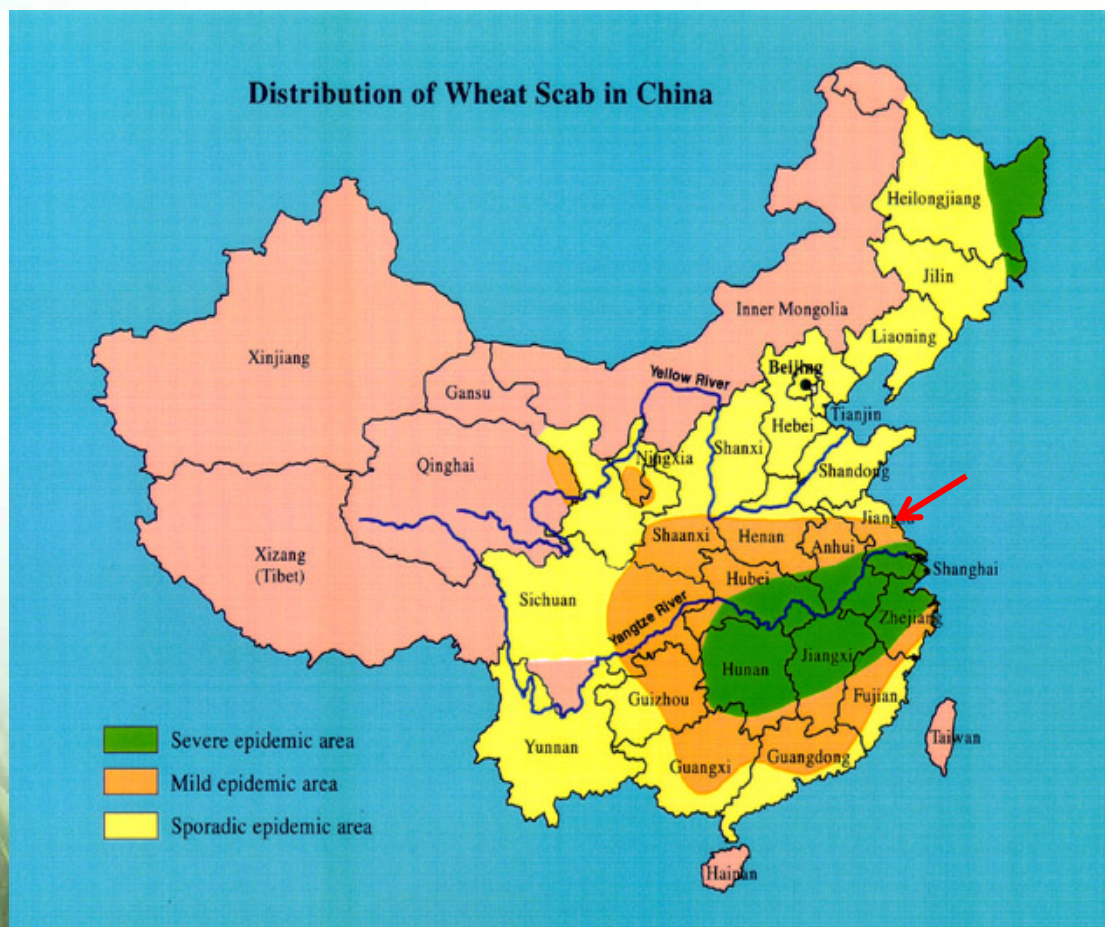 Distribution of Wheat Scab in China
Heilongjiang
Jilin
Inner Mongolia
Liaoning
Xinjiang
Beijing
Yellow River
Gansu
Tianjin
Hebei
Shanxi
Ningxia
Qinghai
Shandong
Shaanxi
Henan
Anhui
Xizang
(Tibet)
Shanghai
Hubei
Sichuan
Yangtze River
Zhejiang
Jiangxi
Hunan
Guizhou
Fujian
Yunnan
Guangxi
Guangdong
Taiwan
Hainan
Severe epidemic area
Mild epidemic area
Sporadic epidemic area